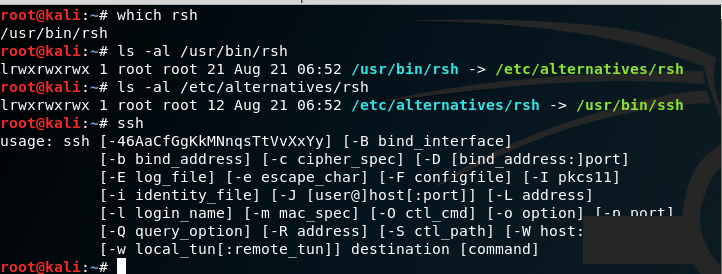 root@kali:~# which rsh
/usr/bin/rsh
root@kali:~# ls -al /usr/bin/rsh
lrwxrwxrwx 1 root root 21 Aug 21 06:52 /usr/bin/rsh -> /etc/alternatives/rsh
root@kali:~# ls -al /etc/alternatives/rsh
lrwxrwxrwx 1 root root 12 Aug 21 06:52 /etc/alternatives/rsh -> /usr/bin/ssh
root@kali:~# ssh
usage: ssh [-46AaCfGgKkMNnqsTtVvXxYy] [-B bind_interface]
[-b bind_address] [-c cipher_spec] [-D [bind_address:]port]
[-E log_file] [-e escape_char] [-F configfile] [-I pkcs11]
[-i identity_file] [-J [user@]host[:port]] [-L address]
[-l login_name] [-m mac_spec] [-O ctl_cmd] [-o option] [-p port]
[-Q query_option] [-R address] [-S ctl_path] [-W host:
[-w local_tun[:remote_tun]] destination [command]
root@kali:~#